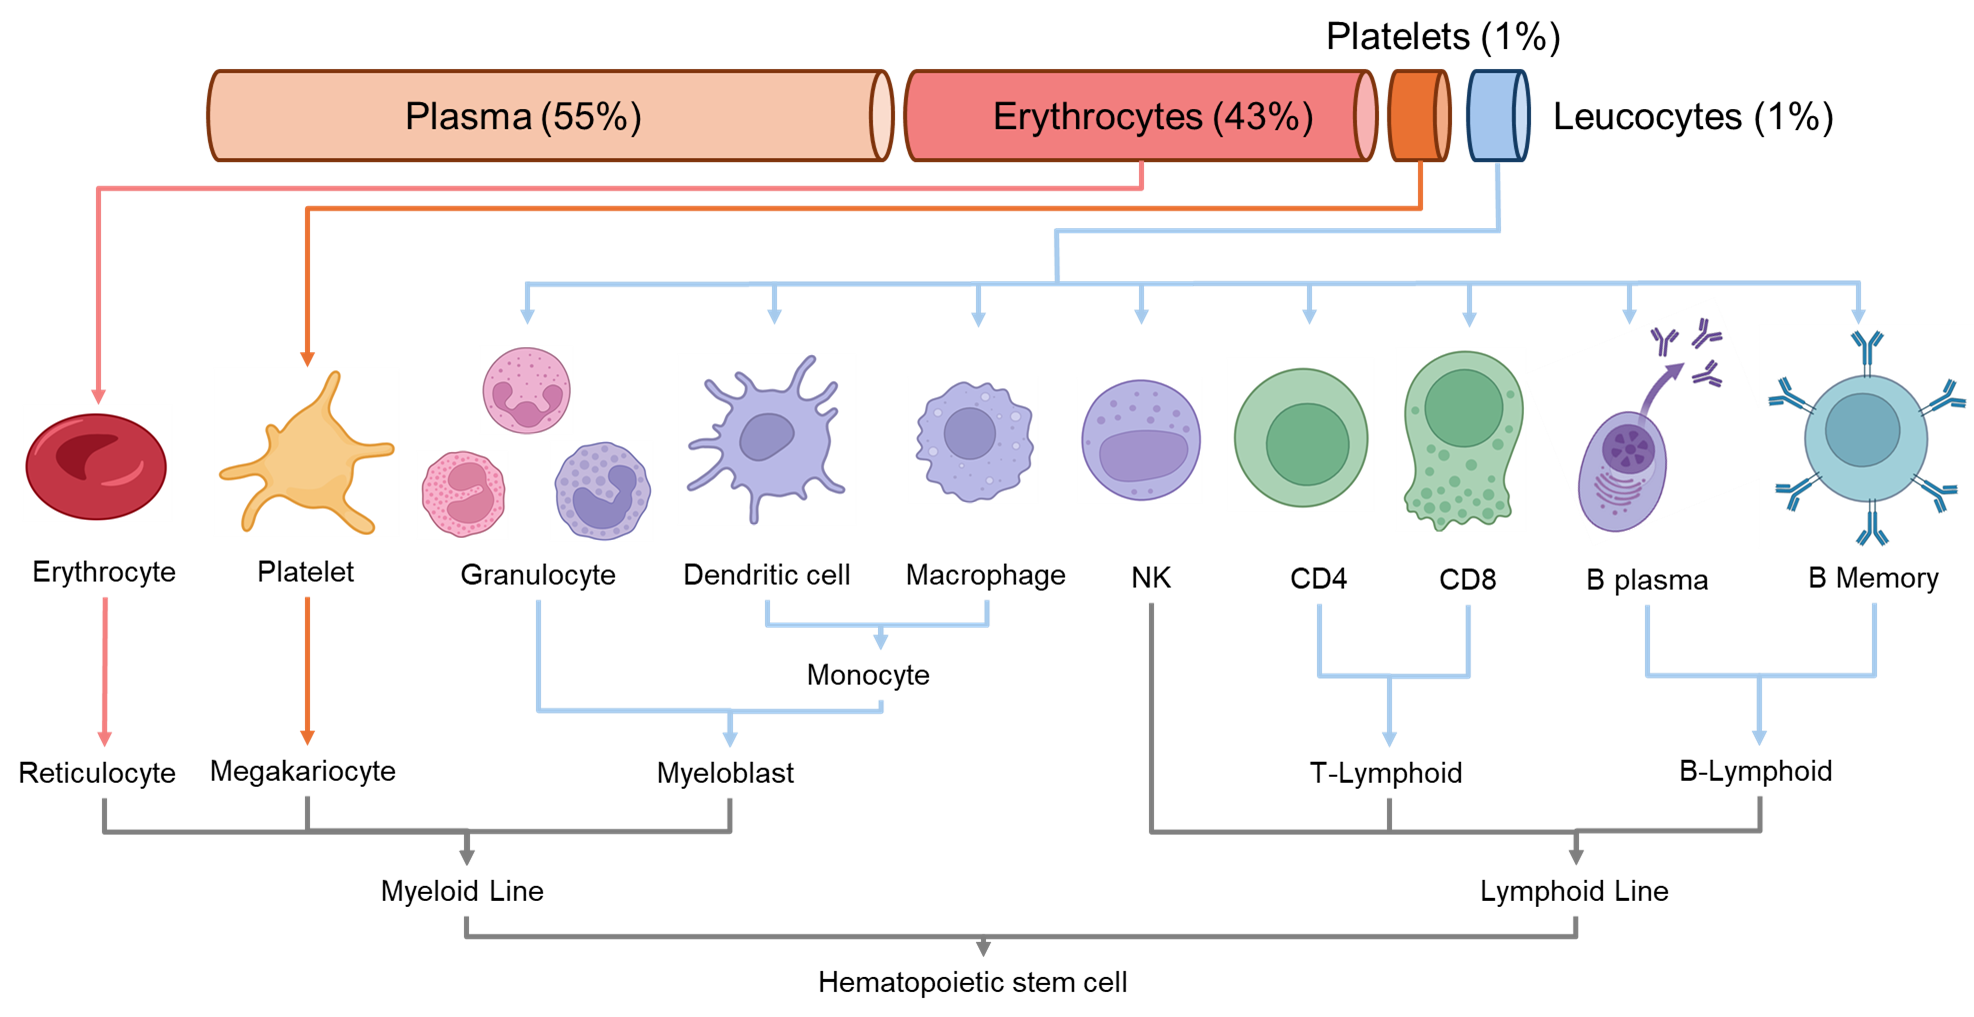 Platelets (1%)
Plasma (55%)
Erythrocytes (43%)
Leucocytes (1%)
Erythrocyte
Platelet
Granulocyte
Dendritic cell
Macrophage
NK
CD4
CD8
B plasma
B Memory
Monocyte
Reticulocyte
Megakariocyte
Myeloblast
T-Lymphoid
B-Lymphoid
Myeloid Line
Lymphoid Line
Hematopoietic stem cell